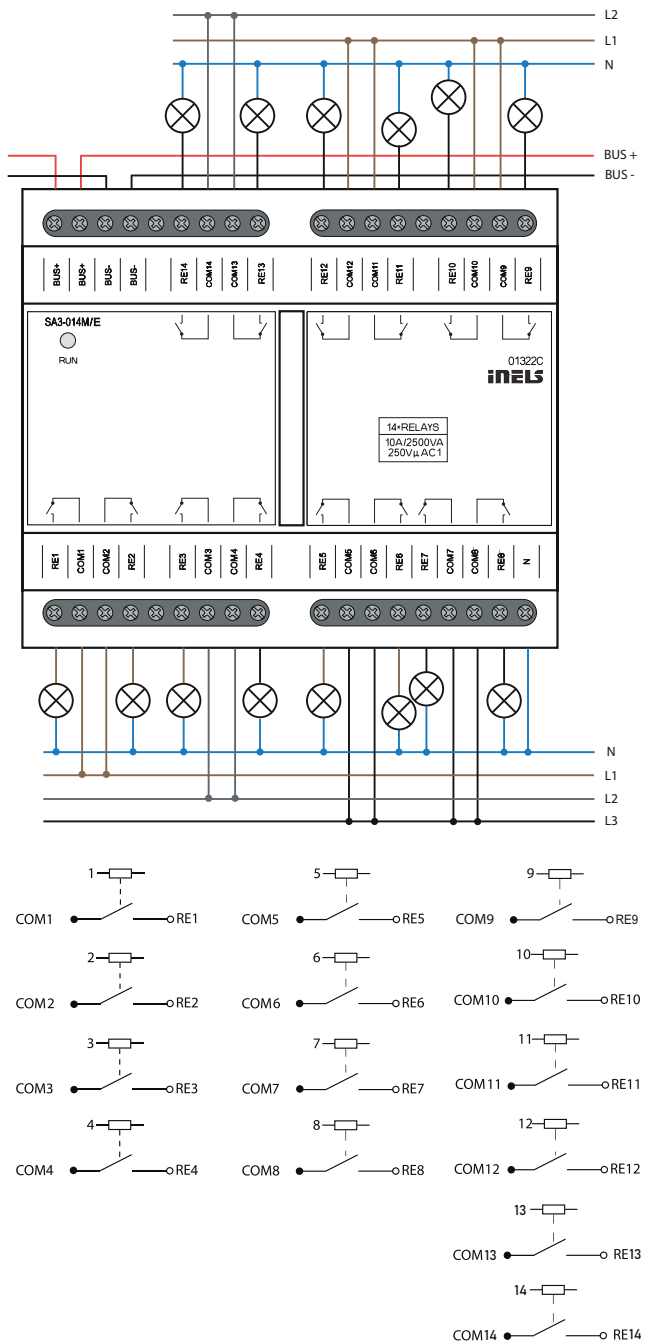 L2
L1
N
BUS +
BUS -
BUS+ BUS+ BUS- BUS- RE14 COM14 COM13 RE13 RE12 COM12 COM11 RE11 RE10 COM10 COM9 RE9
SA3-014M/E
RUN
01322C
iNELS
14×RELAYS
10A/2500VA
250V µ AC1
RE1 COM1 COM2 RE2 RE3 COM3 COM4 RE4 RE5 COM5 COM6 RE6 RE7 COM7 COM8 RE8 N
N
L1
L2
L3
1 5 9
COM1 RE1 COM5 RE5 COM9 RE9
2 6 10
COM2 RE2 COM6 RE6 COM10 RE10
3 7 11
COM3 RE3 COM7 RE7 COM11 RE11
4 8 12
COM4 RE4 COM8 RE8 COM12 RE12
13
COM13 RE13
14
COM14 RE14